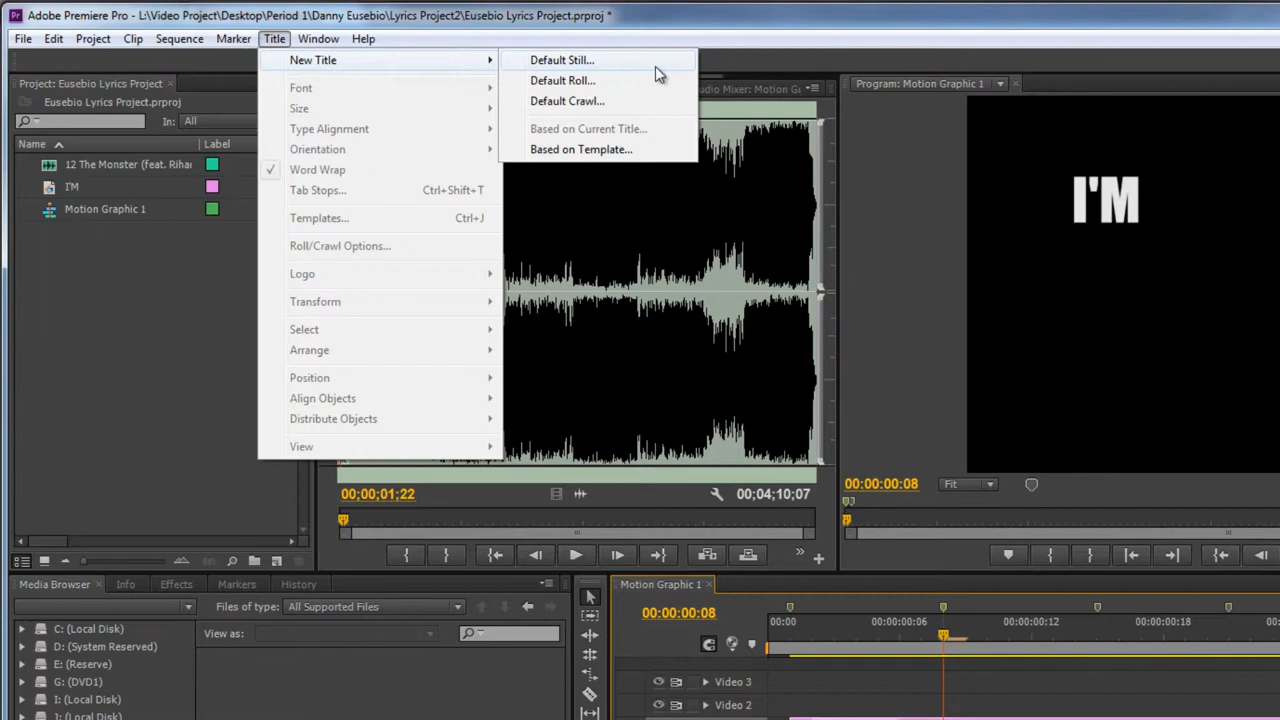 Adobe Premiere Pro - L:\Video Project\Desktop\Period 1\Danny Eusebio\Lyrics Project2\Eusebio Lyrics Project.prproj *
File Edit Project Clip Sequence Marker Title Window Help
New Title
Font
Size
Type Alignment
Orientation
Word Wrap
Tab Stops... Ctrl+Shift+T
Templates... Ctrl+J
Roll/Crawl Options...
Logo
Transform
Select
Arrange
Position
Align Objects
Distribute Objects
View
Default Still...
Default Roll...
Default Crawl...
Based on Current Title...
Based on Template...
Project: Eusebio Lyrics Project
Eusebio Lyrics Project.prproj
In: All
Name Label
12 The Monster (feat. Rihan
I'M
Motion Graphic 1
Audio Mixer: Motion G
00;00;01;22
00;04;10;07
Program: Motion Graphic 1
I'M
00:00:00:08
Fit
Media Browser Info Effects Markers History
Files of type: All Supported Files
View as:
C: (Local Disk)
D: (System Reserved)
E: (Reserve)
G: (DVD1)
I: (Local Disk)
J: (Local Disk)
Motion Graphic 1
00:00:00:08
00:00 00:00:00:06 00:00:00:12 00:00:00:18
Video 3
Video 2